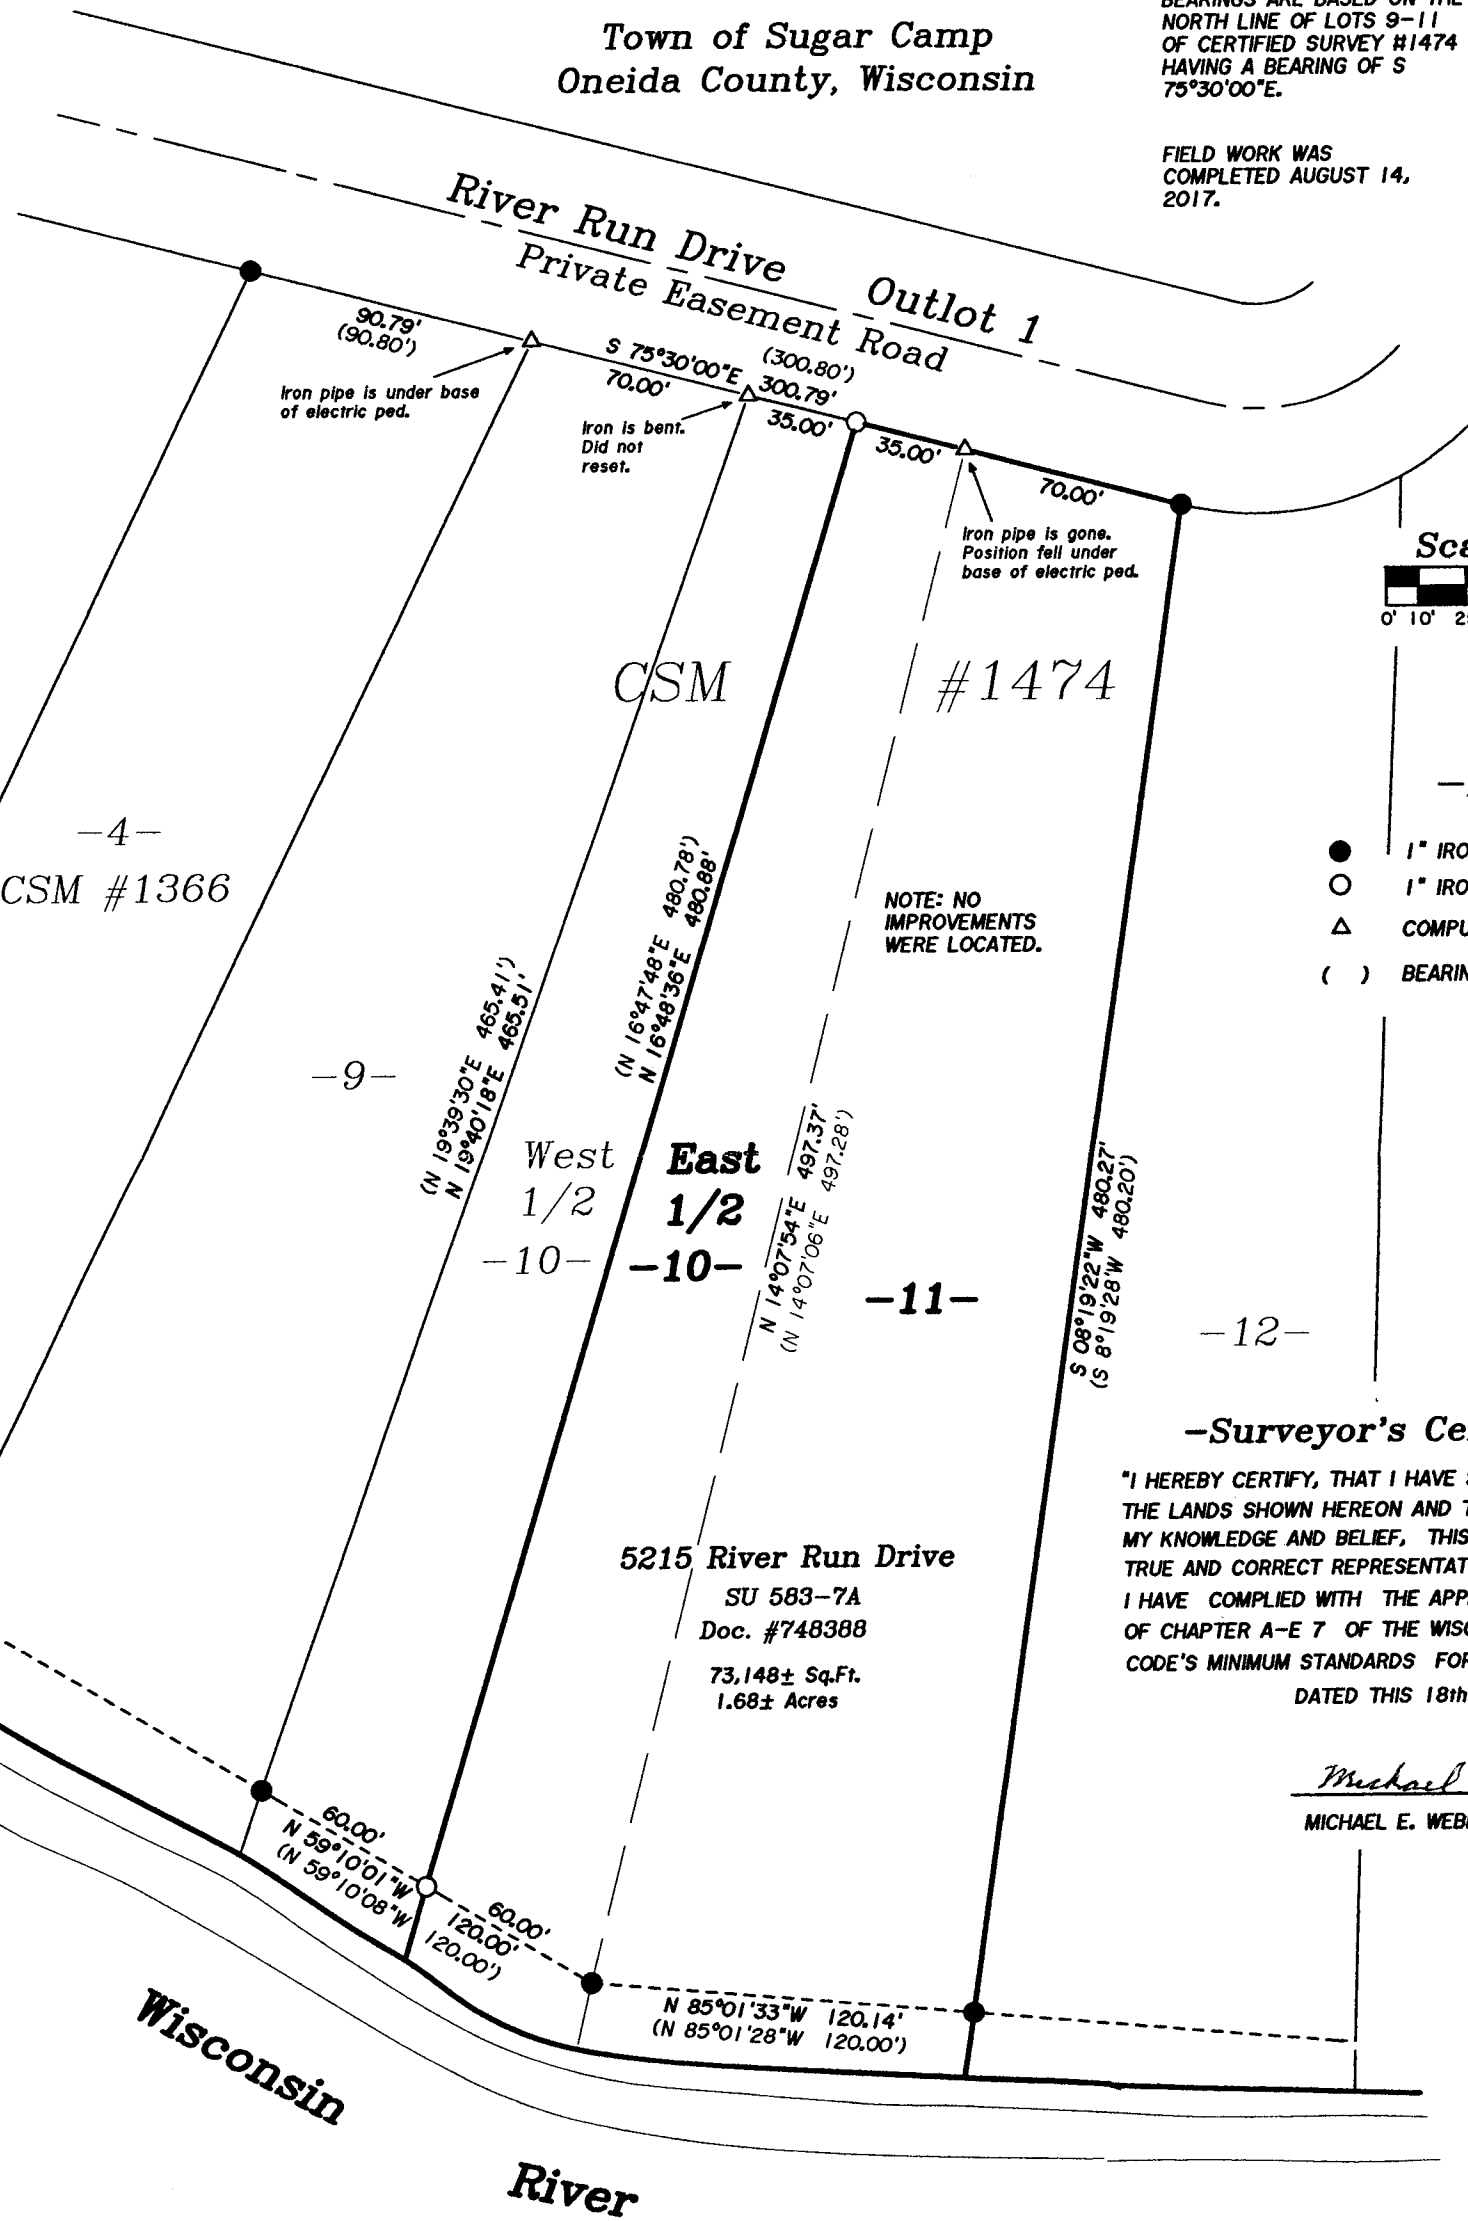 Town of Sugar Camp
Oneida County, Wisconsin
NORTH LINE OF LOTS 9-11
OF CERTIFIED SURVEY #1474
HAVING A BEARING OF S
75°30'00"E.
FIELD WORK WAS
COMPLETED AUGUST 14,
2017.
River Run Drive Outlot 1
Private Easement Road
90.79'
(90.80')
S 75°30'00"E
(300.80')
300.79'
70.00'
35.00'
35.00'
70.00'
Iron pipe is under base
of electric ped.
Iron is bent.
Did not
reset.
Iron pipe is gone.
Position fell under
base of electric ped.
0' 10'
CSM #1474
-4-
CSM #1366
1"
1"
( )
NOTE: NO
IMPROVEMENTS
WERE LOCATED.
(N 16°47'48"E 480.78')
N 16°48'36"E 480.88'
(N 19°39'30"E 465.41')
N 19°40'18"E 465.51'
-9-
West
1/2
-10-
East
1/2
-10-
N 14°07'54"E 497.37'
(N 14°07'06"E 497.28')
-11-
S 08°19'22"W 480.27'
(S 8°19'28"W 480.20')
-12-
-Surveyor's
"I HEREBY CERTIFY, THAT I HAVE
THE LANDS SHOWN HEREON AND
MY KNOWLEDGE AND BELIEF, THIS
TRUE AND CORRECT
I HAVE COMPLIED WITH THE
OF CHAPTER A-E 7 OF THE
CODE'S MINIMUM STANDARDS FOR
DATED THIS 18th
Michael
MICHAEL E.
5215 River Run Drive
SU 583-7A
Doc. #748388
73,148± Sq.Ft.
1.68± Acres
60.00'
N 59°10'01"W 120.00'
(N 59°10'08"W 120.00')
60.00'
N 85°01'33"W 120.14'
(N 85°01'28"W 120.00')
Wisconsin
River